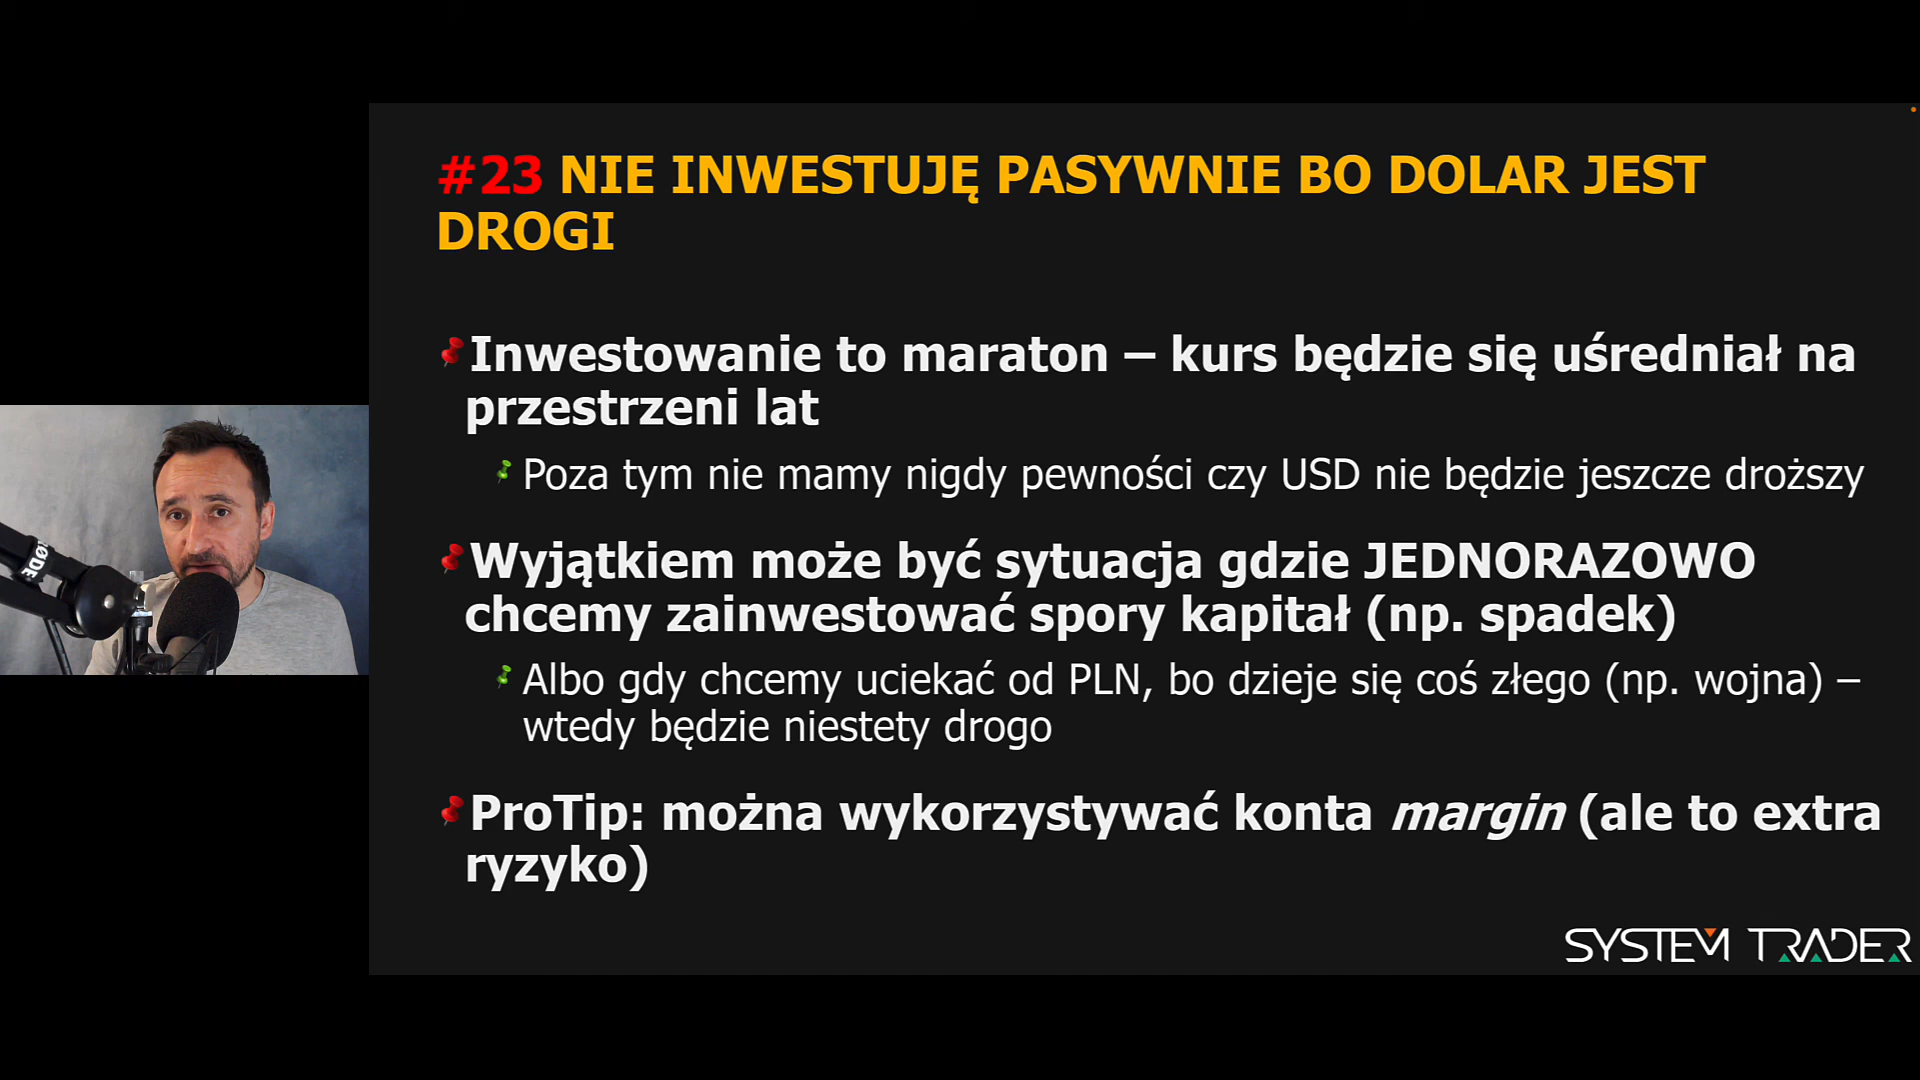 #23 NIE INWESTUJĘ PASYWNIE BO DOLAR JEST
DROGI
Inwestowanie to maraton – kurs będzie się uśredniał na
przestrzeni lat
Poza tym nie mamy nigdy pewności czy USD nie będzie jeszcze droższy
Wyjątkiem może być sytuacja gdzie JEDNORAZOWO
chcemy zainwestować spory kapitał (np. spadek)
Albo gdy chcemy uciekać od PLN, bo dzieje się coś złego (np. wojna) –
wtedy będzie niestety drogo
ProTip: można wykorzystywać konta margin (ale to extra
ryzyko)
RØDE
SYSTEM TRADER